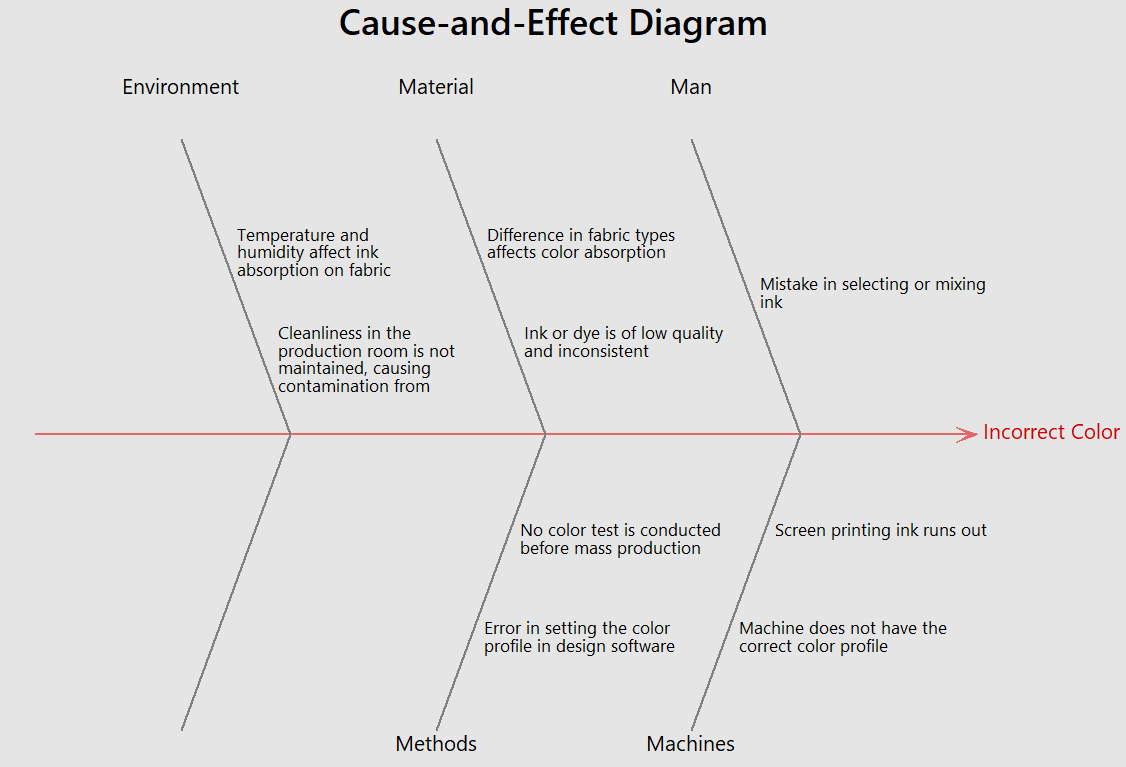 Cause-and-Effect Diagram
Environment
Material
Man
Temperature and
humidity affect ink
absorption on fabric
Cleanliness in the
production room is not
maintained, causing
contamination from
Difference in fabric types
affects color absorption
Ink or dye is of low quality
and inconsistent
Mistake in selecting or mixing
ink
Incorrect Color
No color test is conducted
before mass production
Error in setting the color
profile in design software
Screen printing ink runs out
Machine does not have the
correct color profile
Methods
Machines